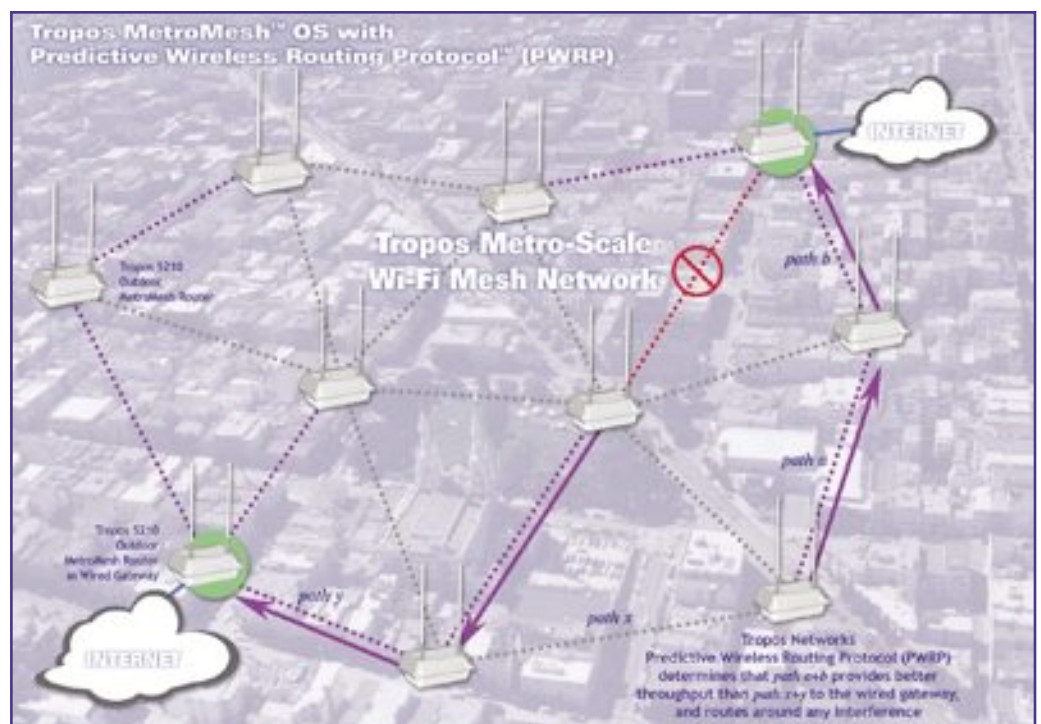 Tropos MetroMesh™ OS with
Predictive Wireless Routing Protocol™ (PWRP)
INTERNET
Tropos Metro-Scale
Wi-Fi Mesh Network
path b
Tropos 5210
Outdoor
MetroMesh Router
path a
Tropos 5210
Outdoor
MetroMesh Router
as Wired Gateway
path y
path x
INTERNET
Tropos Networks
Predictive Wireless Routing Protocol (PWRP)
determines that path a+b provides better
throughput than path x+y to the wired gateway,
and routes around any interference